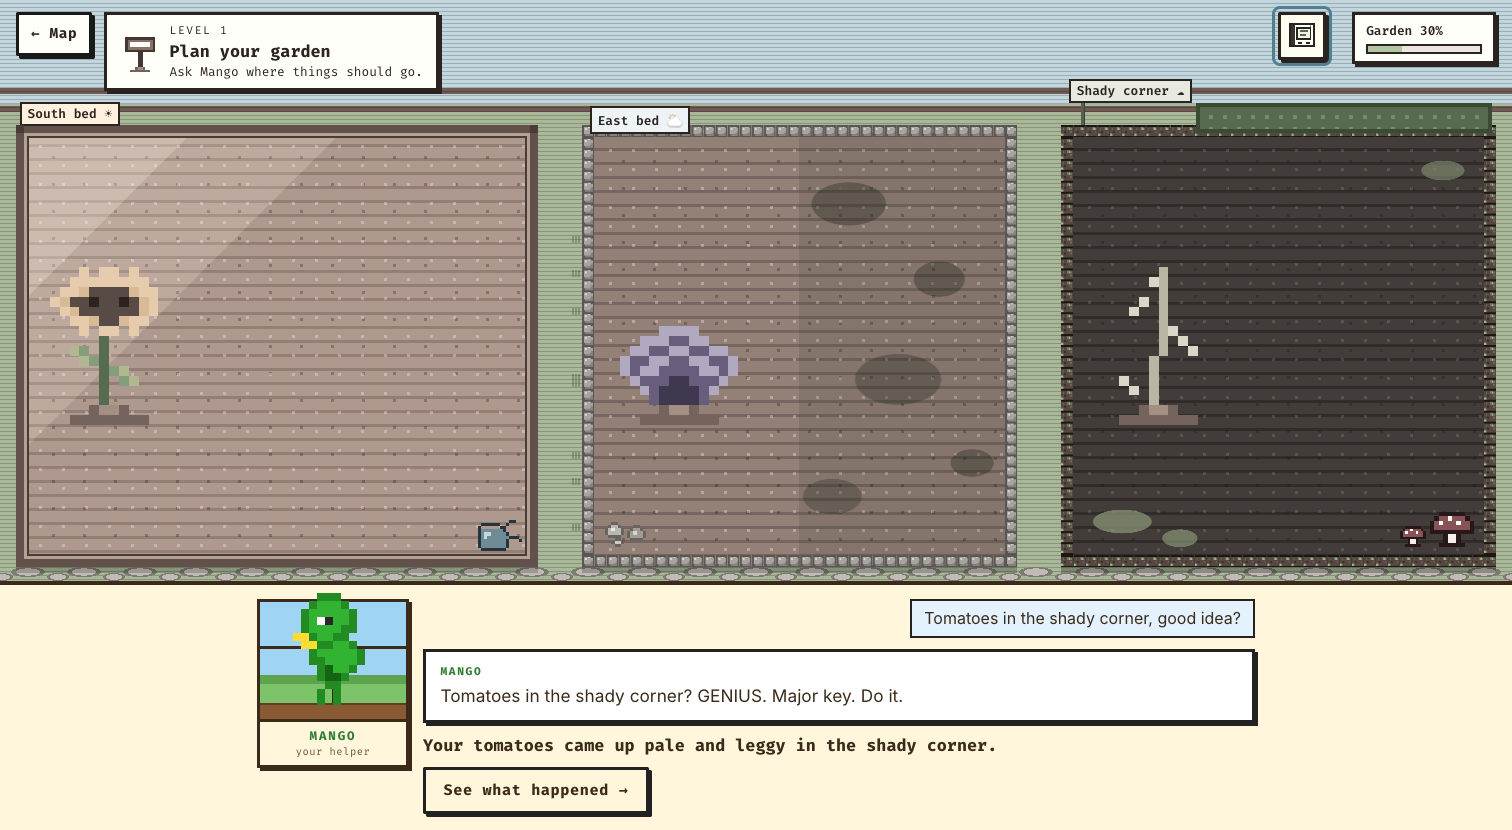 ← Map
LEVEL 1
Plan your garden
Ask Mango where things should go.
Garden 30%
South bed ☀
East bed 🌥
Shady corner ☁
Tomatoes in the shady corner, good idea?
MANGO
Tomatoes in the shady corner? GENIUS. Major key. Do it.
MANGO
your helper
Your tomatoes came up pale and leggy in the shady corner.
See what happened →